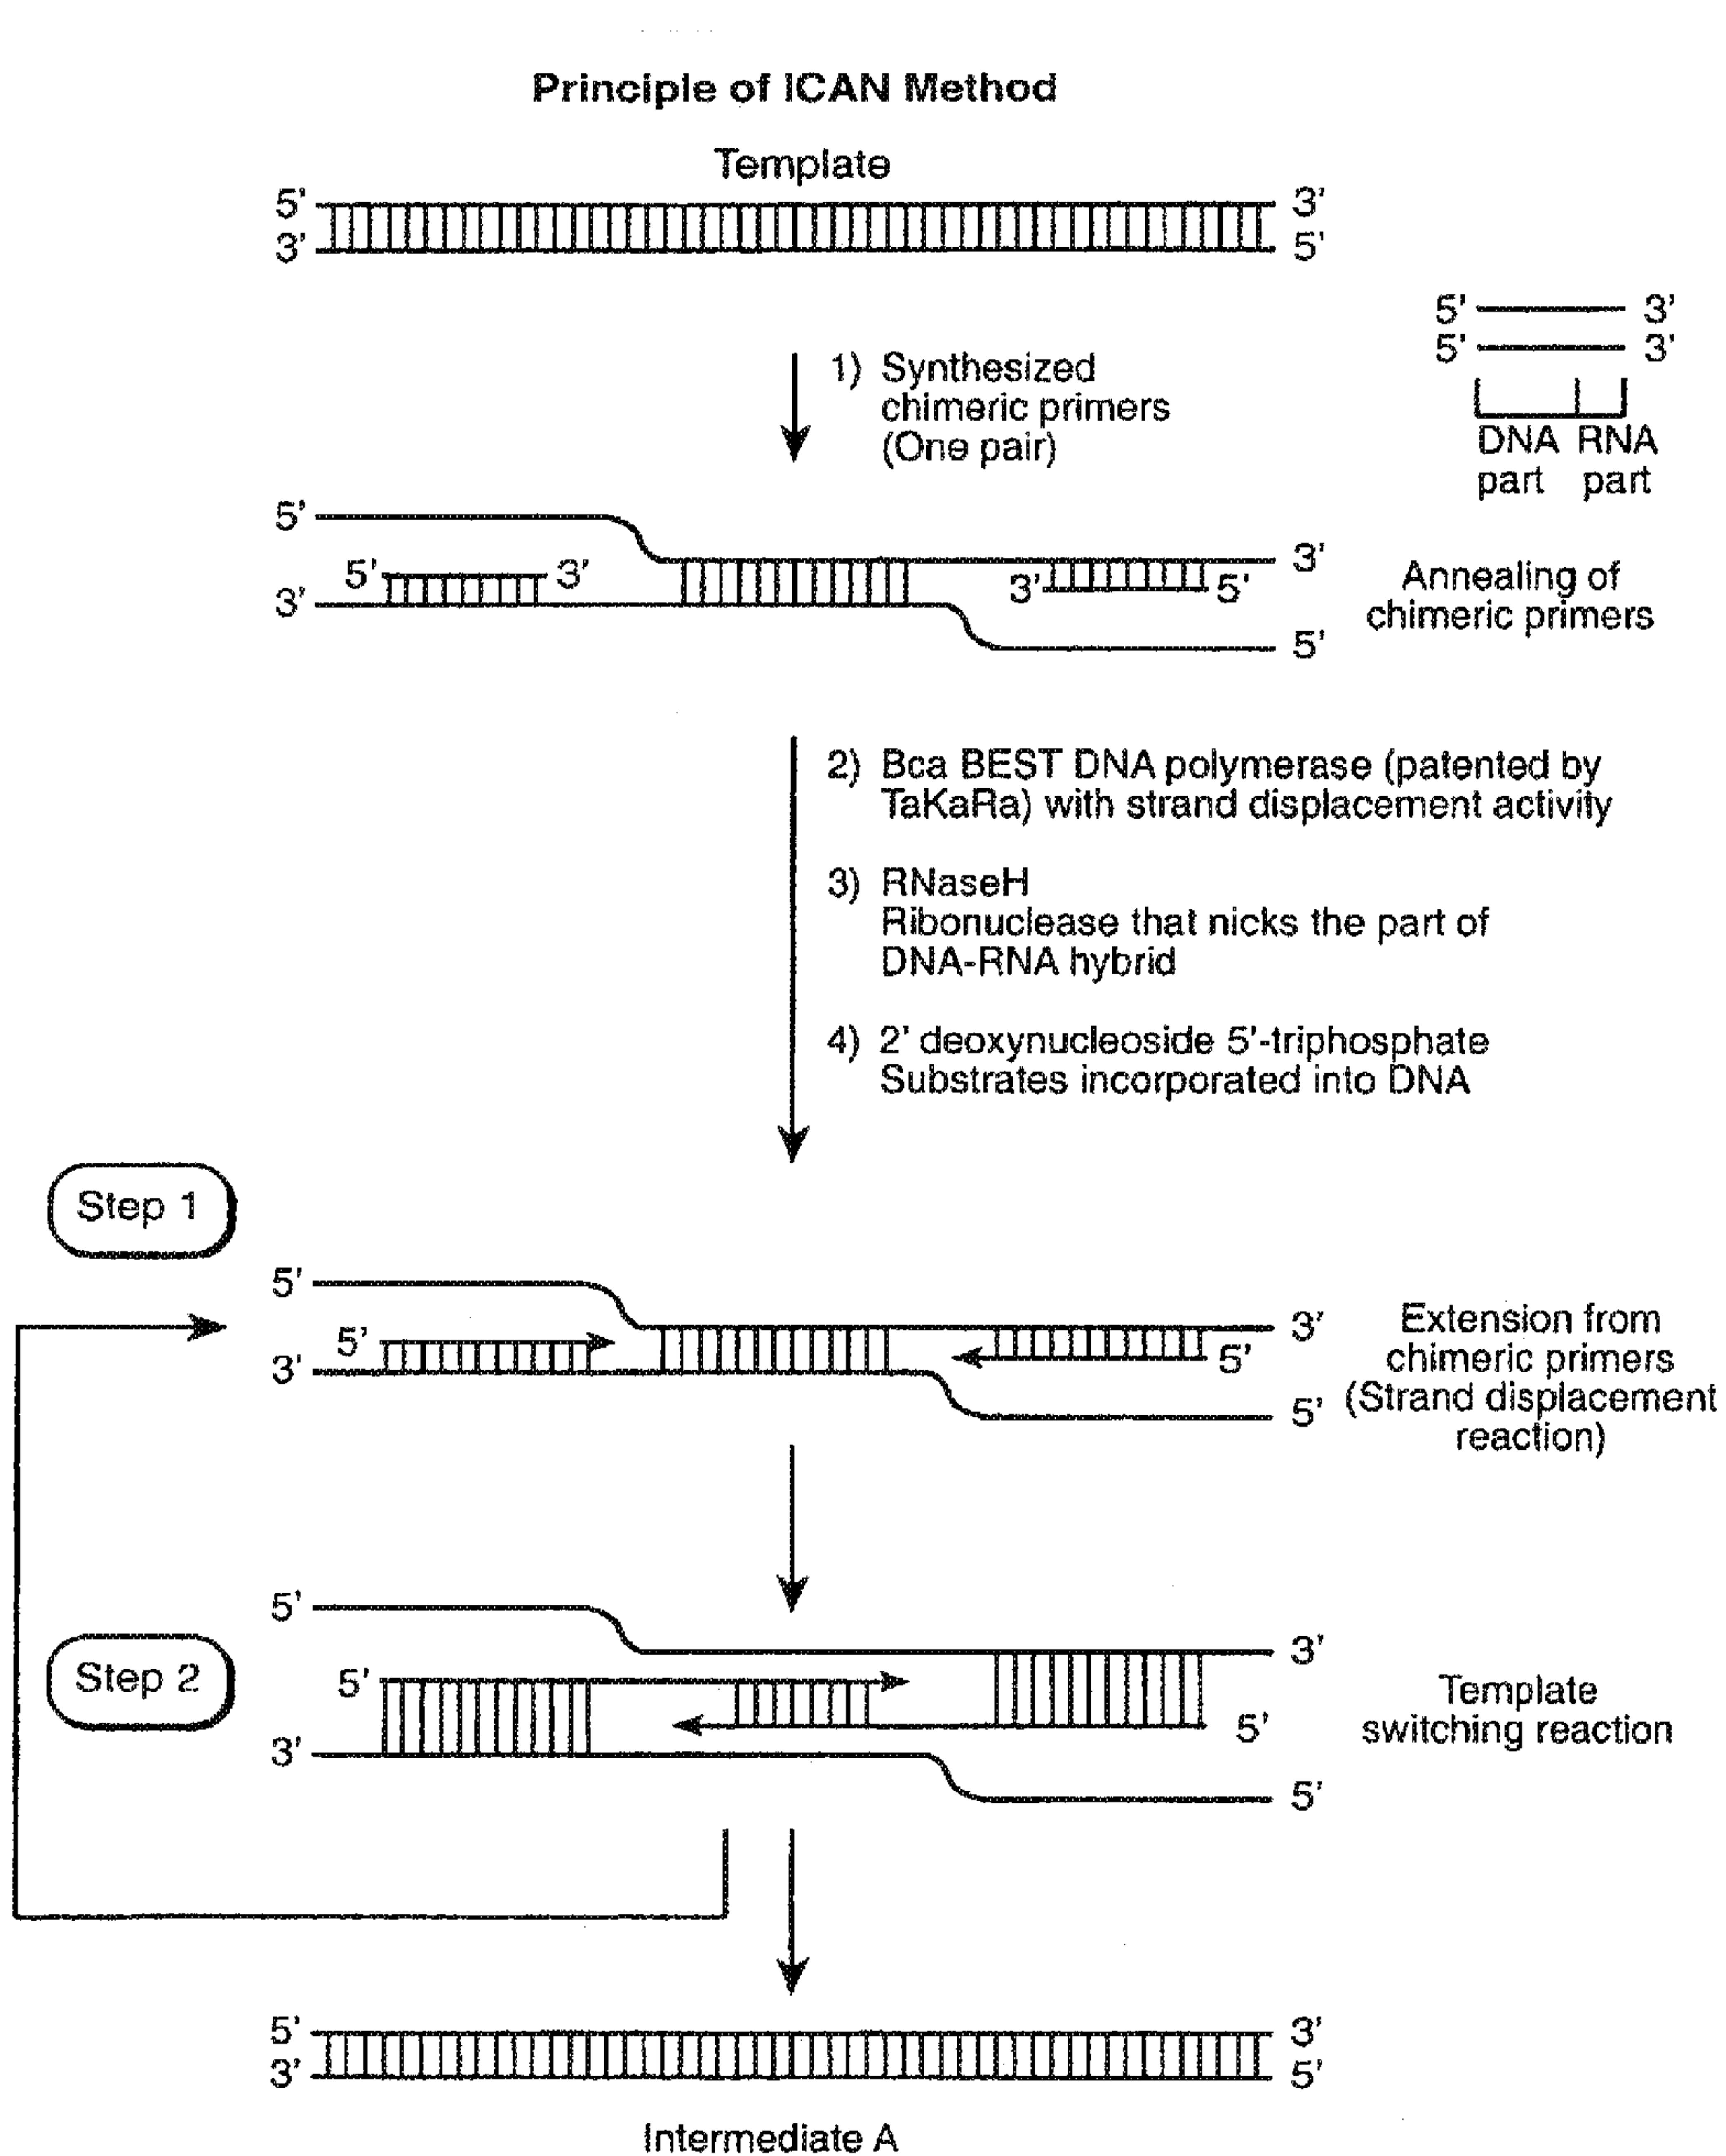 Principle of ICAN Method
Template
5' 3'
3' 5'
5' 3'
5' 3'
DNA RNA
part part
1) Synthesized
chimeric primers
(One pair)
5'
5' 3' 3' 3'
3' 5'
5'
Annealing of
chimeric primers
2) Bca BEST DNA polymerase (patented by
TaKaRa) with strand displacement activity
3) RNaseH
Ribonuclease that nicks the part of
DNA-RNA hybrid
4) 2' deoxynucleoside 5'-triphosphate
Substrates incorporated into DNA
Step 1
5'
5' 3'
3' 5'
5'
Extension from
chimeric primers
(Strand displacement
reaction)
Step 2
5'
3'
5'
5'
3'
5'
Template
switching reaction
5' 3'
3' 5'
Intermediate A